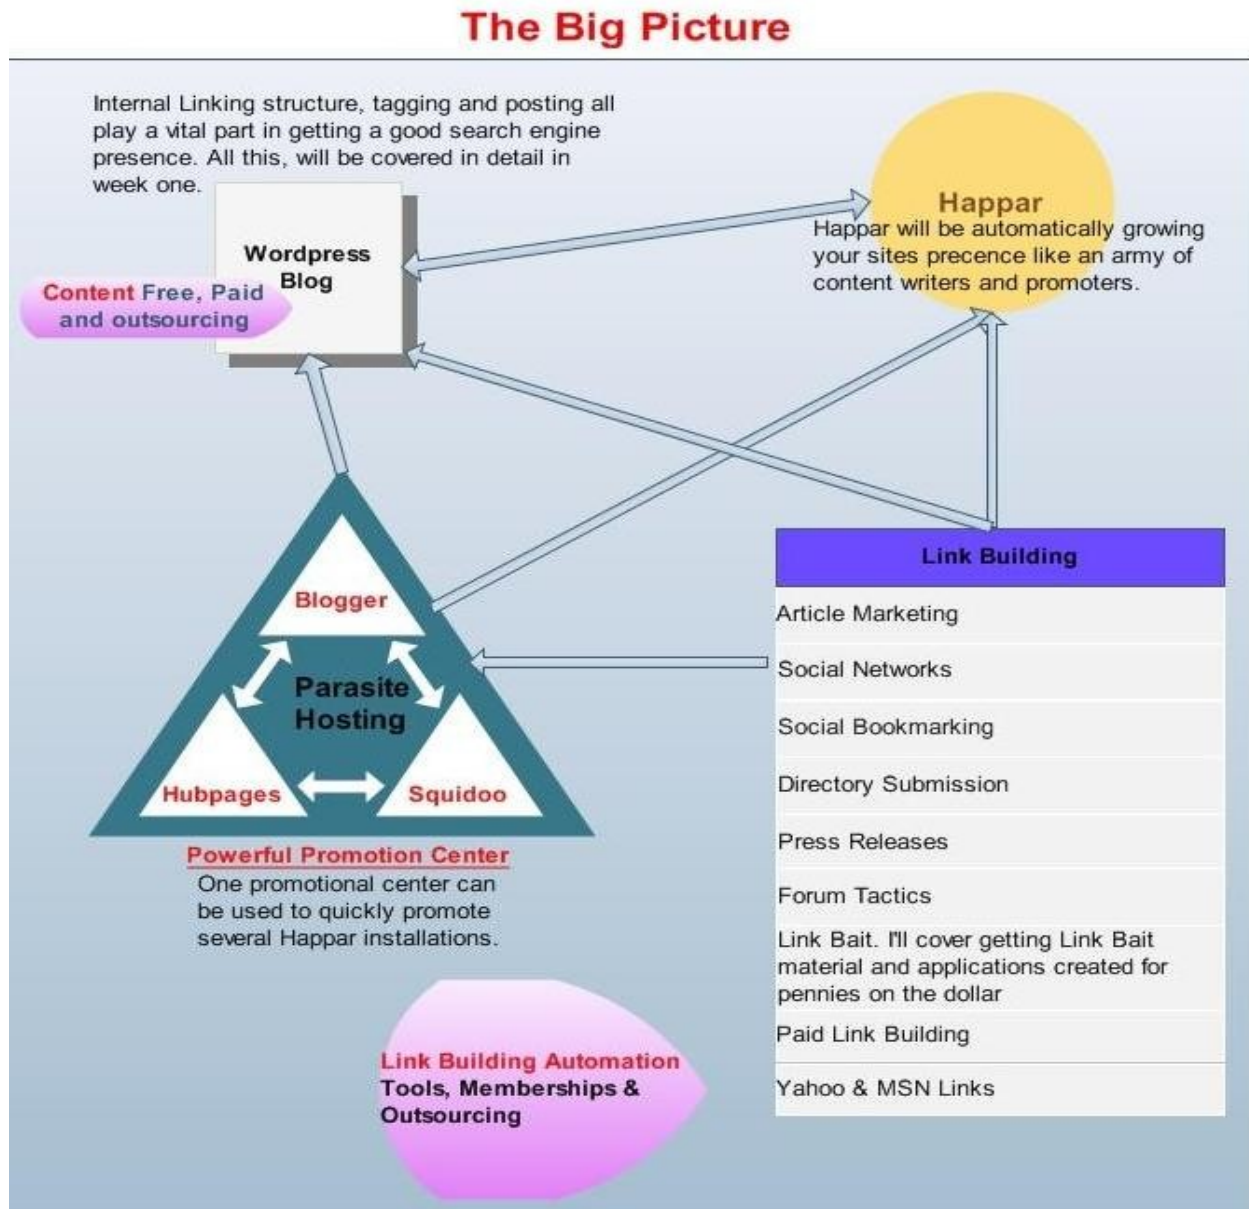 The Big Picture
Internal Linking structure, tagging and posting all
play a vital part in getting a good search engine
presence. All this, will be covered in detail in
week one.
Wordpress
Blog
Content Free, Paid
and outsourcing
Happar
Happar will be automatically growing
your sites precence like an army of
content writers and promoters.
Blogger
Parasite
Hosting
Hubpages
Squidoo
Powerful Promotion Center
One promotional center can
be used to quickly promote
several Happar installations.
Link Building
Article Marketing
Social Networks
Social Bookmarking
Directory Submission
Press Releases
Forum Tactics
Link Bait. I'll cover getting Link Bait
material and applications created for
pennies on the dollar
Paid Link Building
Yahoo & MSN Links
Link Building Automation
Tools, Memberships &
Outsourcing